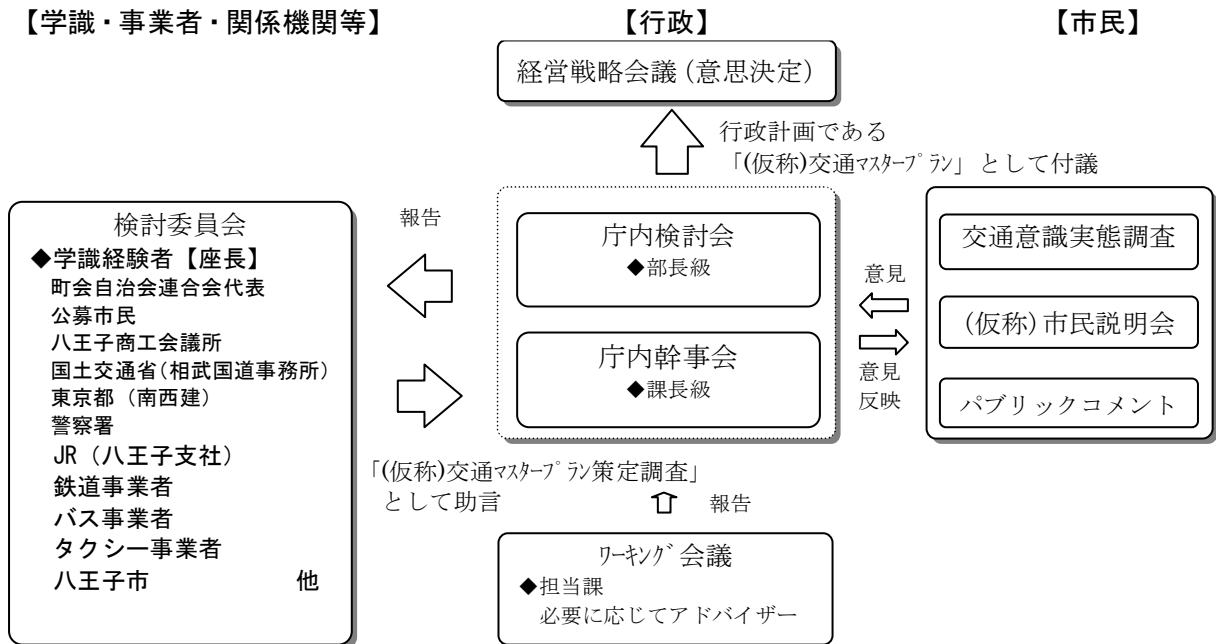 【学識・事業者・関係機関等】
【行政】
【市民】
経営戦略会議(意思決定)
行政計画である
「(仮称)交通ﾏｽﾀｰﾌﾟﾗﾝ」として付議
検討委員会
◆学識経験者【座長】
町会自治会連合会代表
公募市民
八王子商工会議所
国土交通省(相武国道事務所)
東京都（南西建）
警察署
JR（八王子支社）
鉄道事業者
バス事業者
タクシー事業者
八王子市 他
報告
「(仮称)交通ﾏｽﾀｰﾌﾟﾗﾝ策定調査」
として助言
庁内検討会
◆部長級
庁内幹事会
◆課長級
報告
ﾜｰｷﾝｸﾞ会議
◆担当課
必要に応じてアドバイザー
意見
意見
反映
交通意識実態調査
(仮称)市民説明会
パブリックコメント